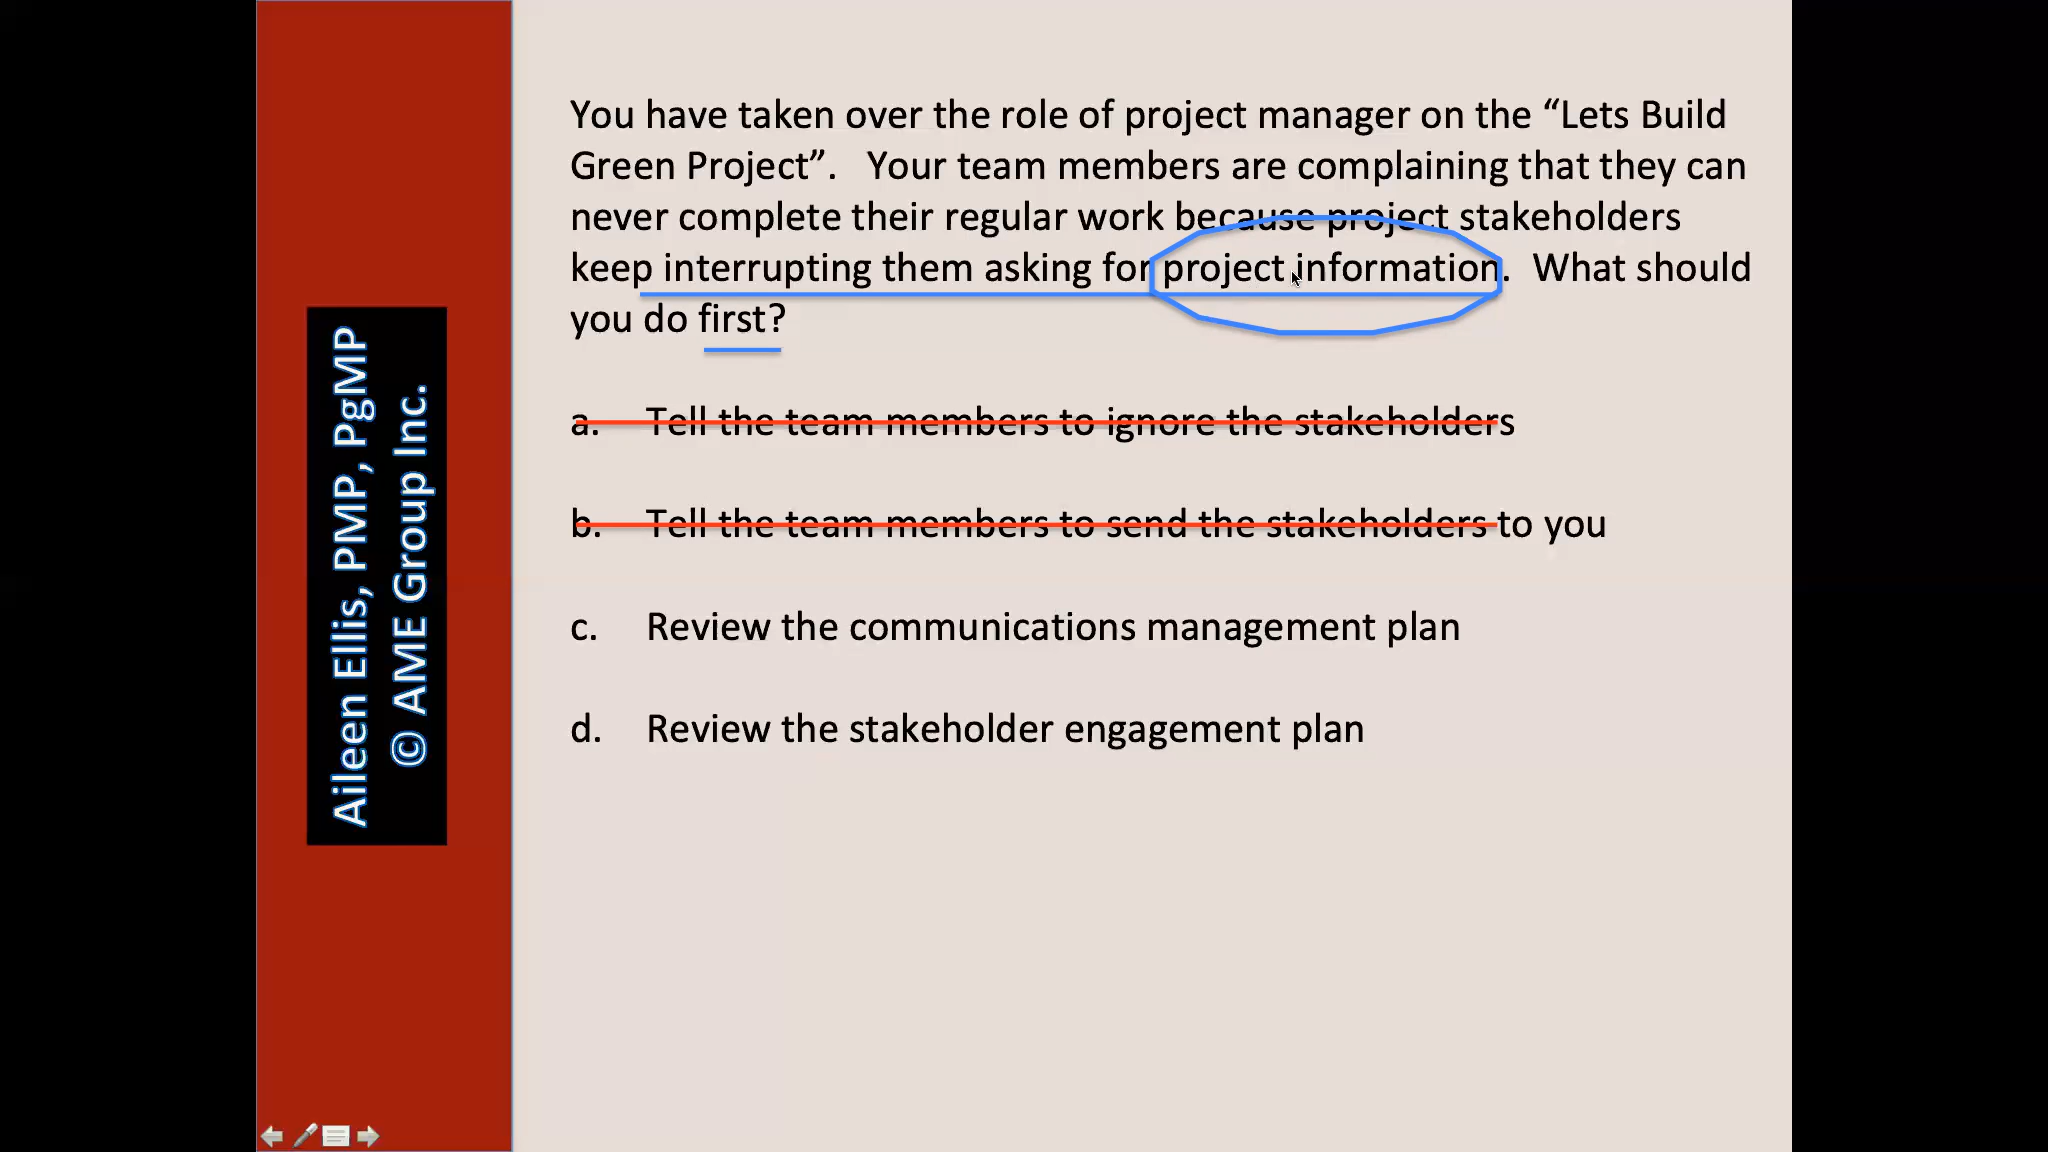 Aileen Ellis, PMP, PgMP
© AME Group Inc.
You have taken over the role of project manager on the “Lets Build
Green Project”.   Your team members are complaining that they can
never complete their regular work because project stakeholders
keep interrupting them asking for project information.  What should
you do first?
a. Tell the team members to ignore the stakeholders
b. Tell the team members to send the stakeholders to you
c. Review the communications management plan
d. Review the stakeholder engagement plan